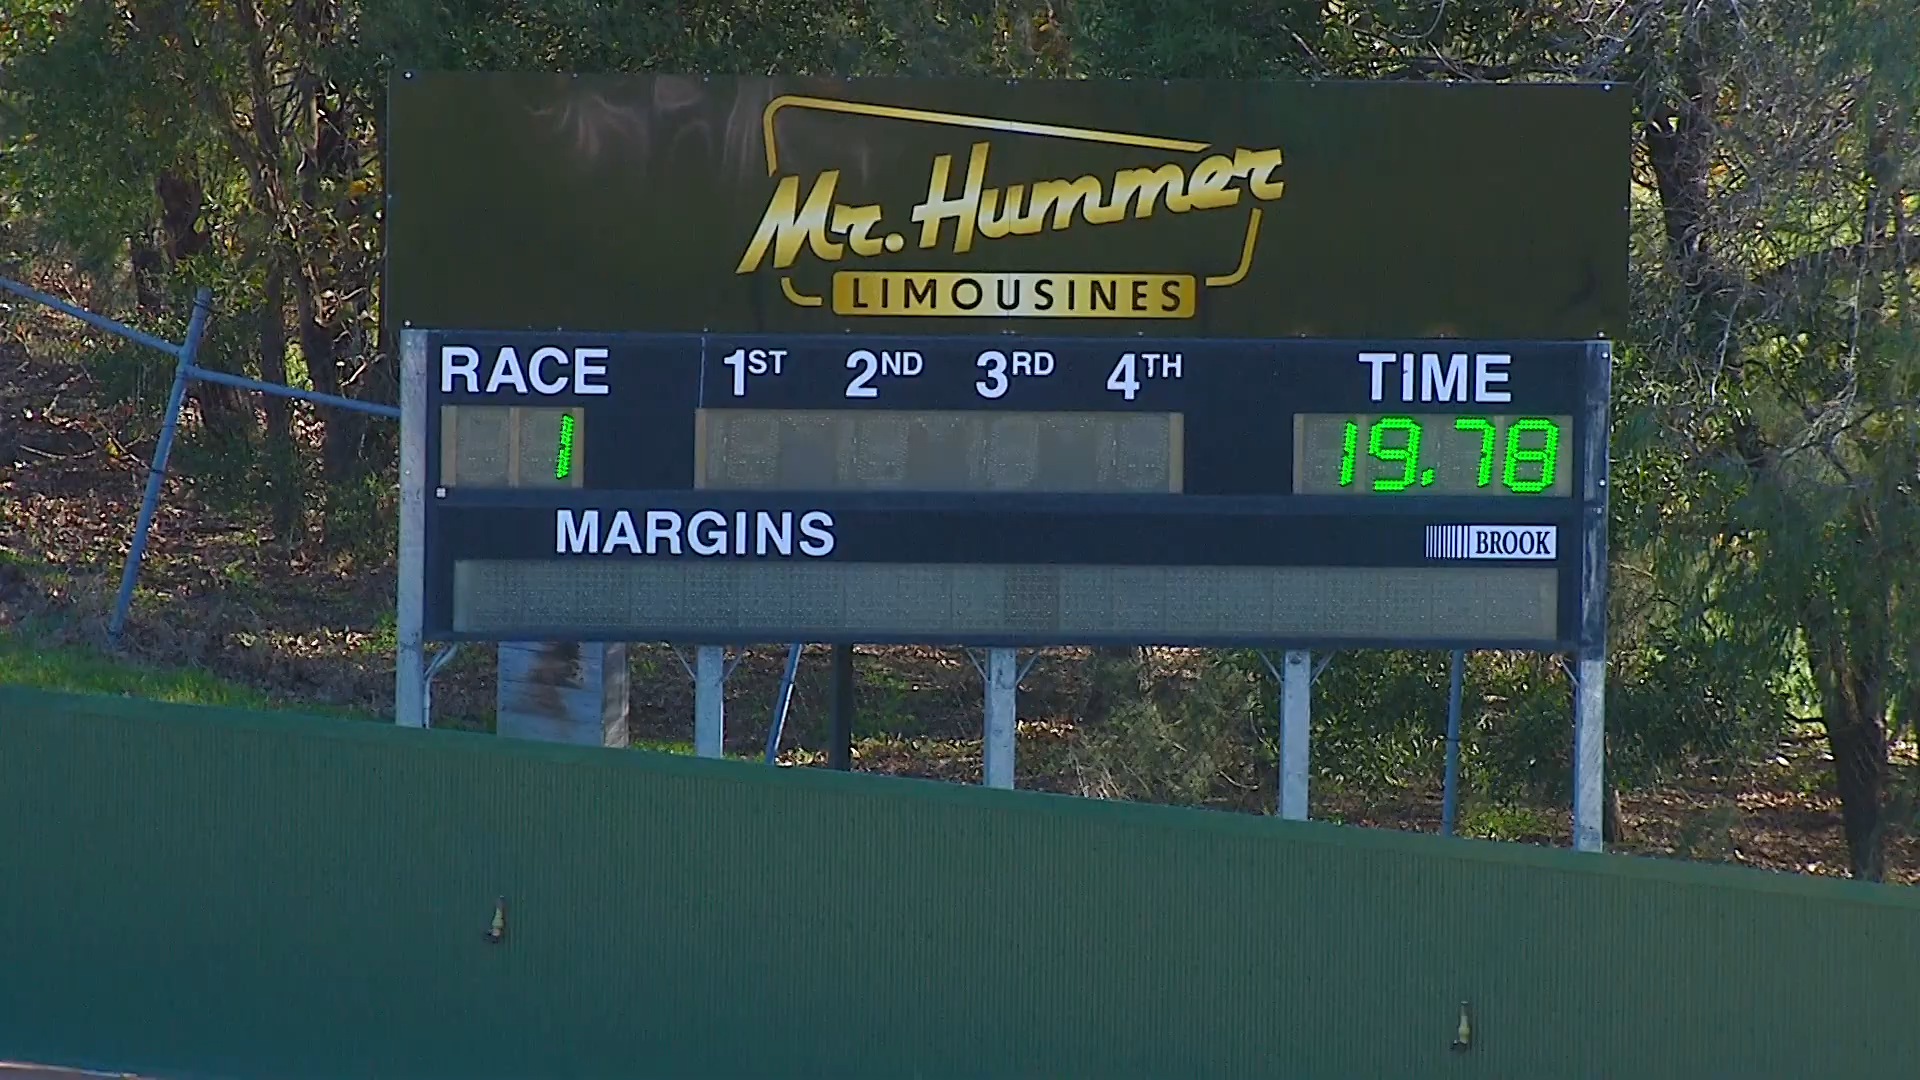 Mr. Hummer
LIMOUSINES
RACE 1ST 2ND 3RD 4TH TIME
1 19.78
MARGINS BROOK